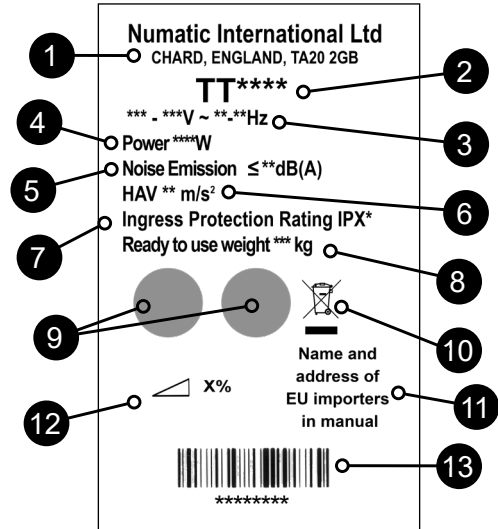 Numatic International Ltd
1
CHARD, ENGLAND, TA20 2GB
2
TT****
*** - ***V ~ **-**Hz
3
4
Power ****W
5
Noise Emission ≤**dB(A)
HAV ** m/s²
6
7
Ingress Protection Rating IPX*
Ready to use weight *** kg
8
9
10
Name and
address of
EU importers
in manual
11
X%
12
13
********